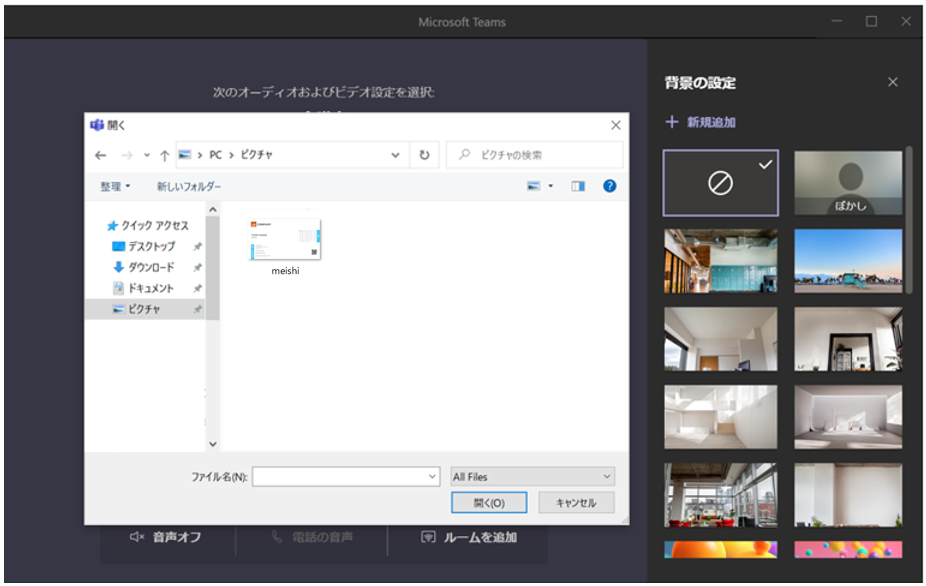 Microsoft Teams
次のオーディオおよびビデオ設定を選択:
背景の設定
新規追加
ぼかし
開く
PC
ピクチャ
ピクチャの検索
整理
新しいフォルダー
クイック アクセス
デスクトップ
ダウンロード
ドキュメント
ピクチャ
meishi
ファイル名(N):
All Files
開く(O)
キャンセル
音声オフ
電話の音声
ルームを追加